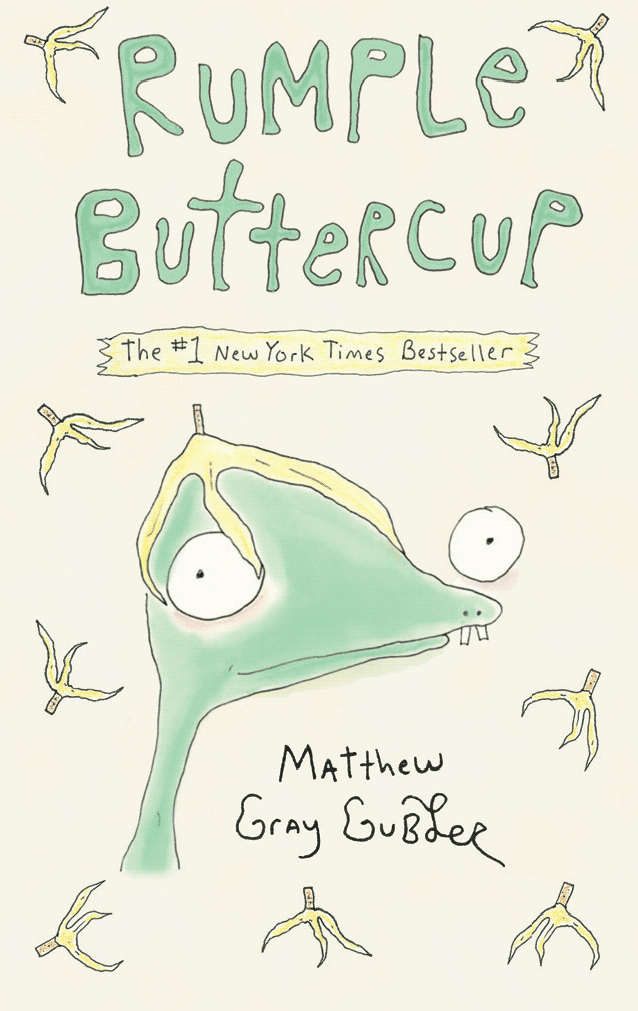 RUMPLE
ButterCUP
The #1 New York Times Bestseller
Matthew
Gray Gubler